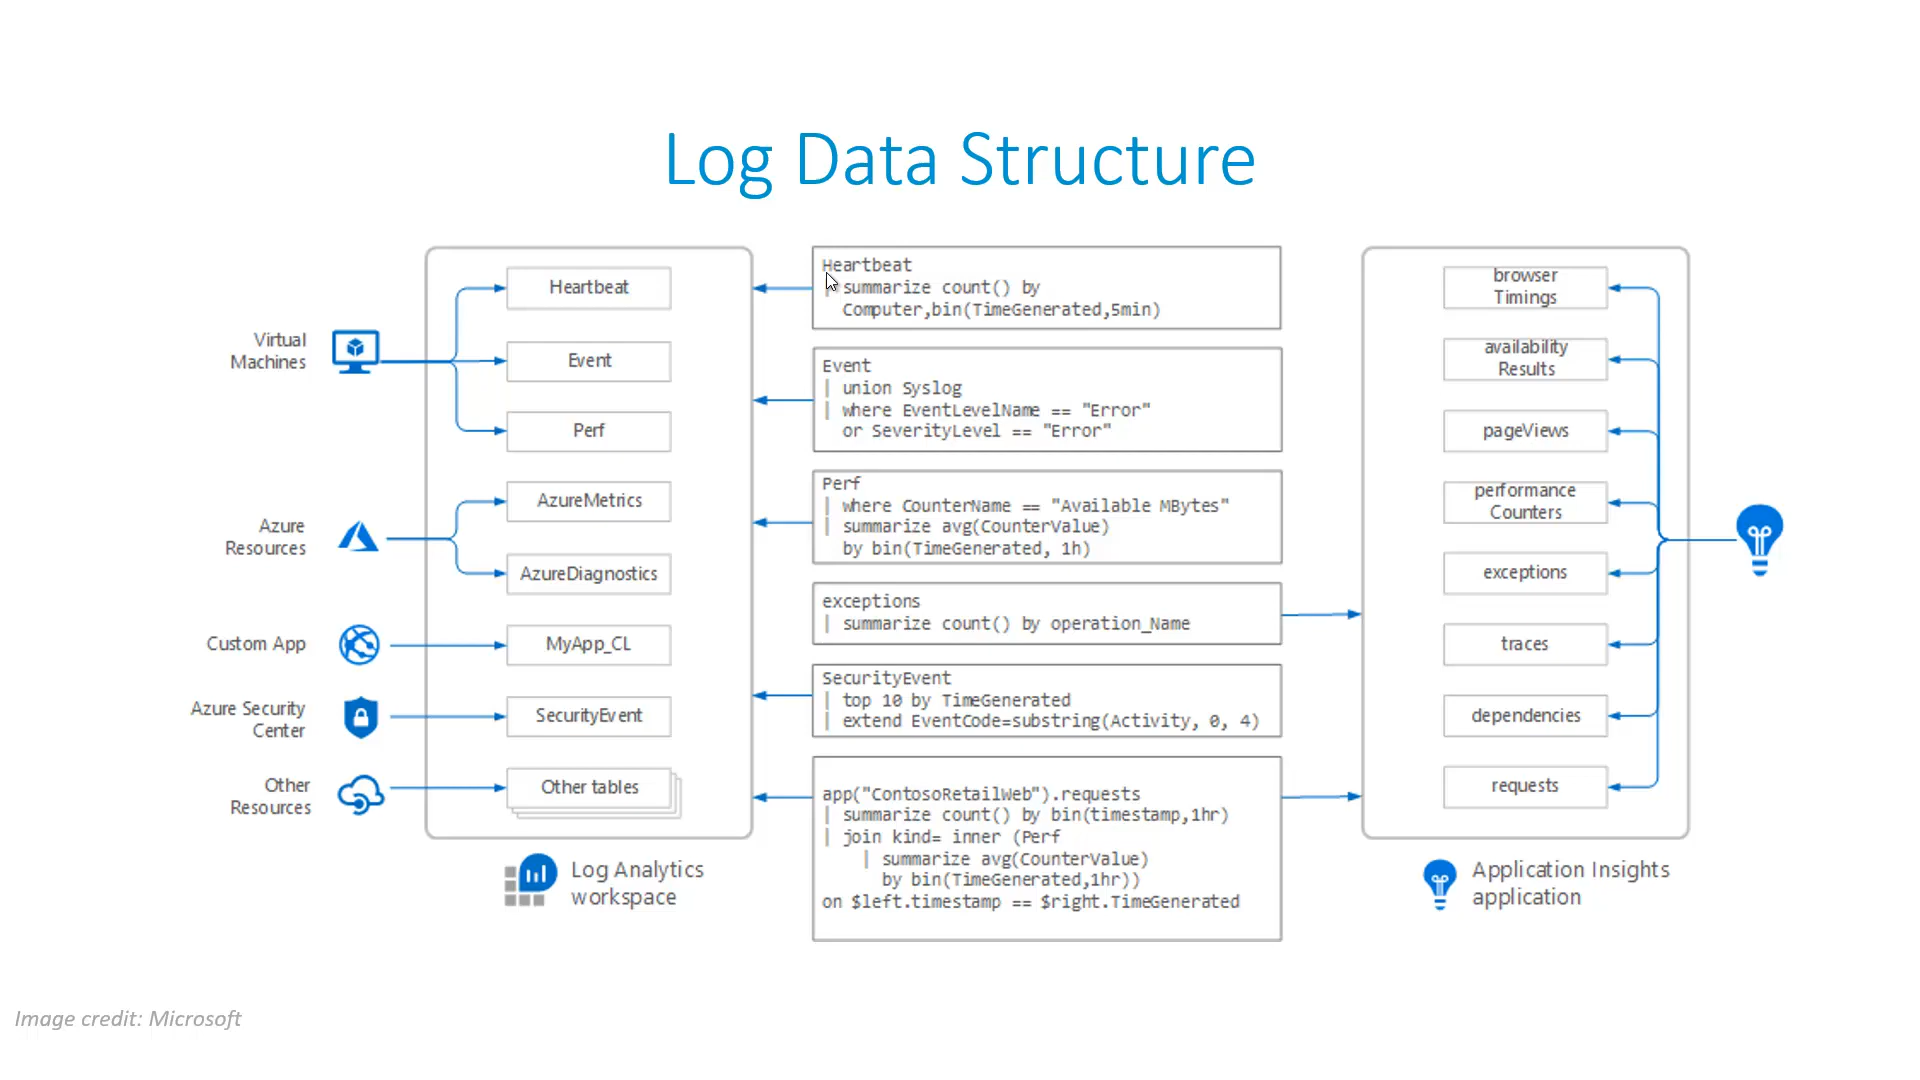 Log Data Structure
Virtual
Machines
Azure
Resources
Custom App
Azure Security
Center
Other
Resources
Heartbeat
Event
Perf
AzureMetrics
AzureDiagnostics
MyApp_CL
SecurityEvent
Other tables
Log Analytics
workspace
Heartbeat
| summarize count() by
Computer,bin(TimeGenerated,5min)
Event
| union Syslog
| where EventLevelName == "Error"
or SeverityLevel == "Error"
Perf
| where CounterName == "Available MBytes"
| summarize avg(CounterValue)
by bin(TimeGenerated, 1h)
exceptions
| summarize count() by operation_Name
SecurityEvent
| top 10 by TimeGenerated
| extend EventCode=substring(Activity, 0, 4)
app("ContosoRetailWeb").requests
| summarize count() by bin(timestamp,1hr)
| join kind= inner (Perf
| summarize avg(CounterValue)
by bin(TimeGenerated,1hr))
on $left.timestamp == $right.TimeGenerated
browser
Timings
availability
Results
pageViews
performance
Counters
exceptions
traces
dependencies
requests
Application Insights
application
Image credit: Microsoft